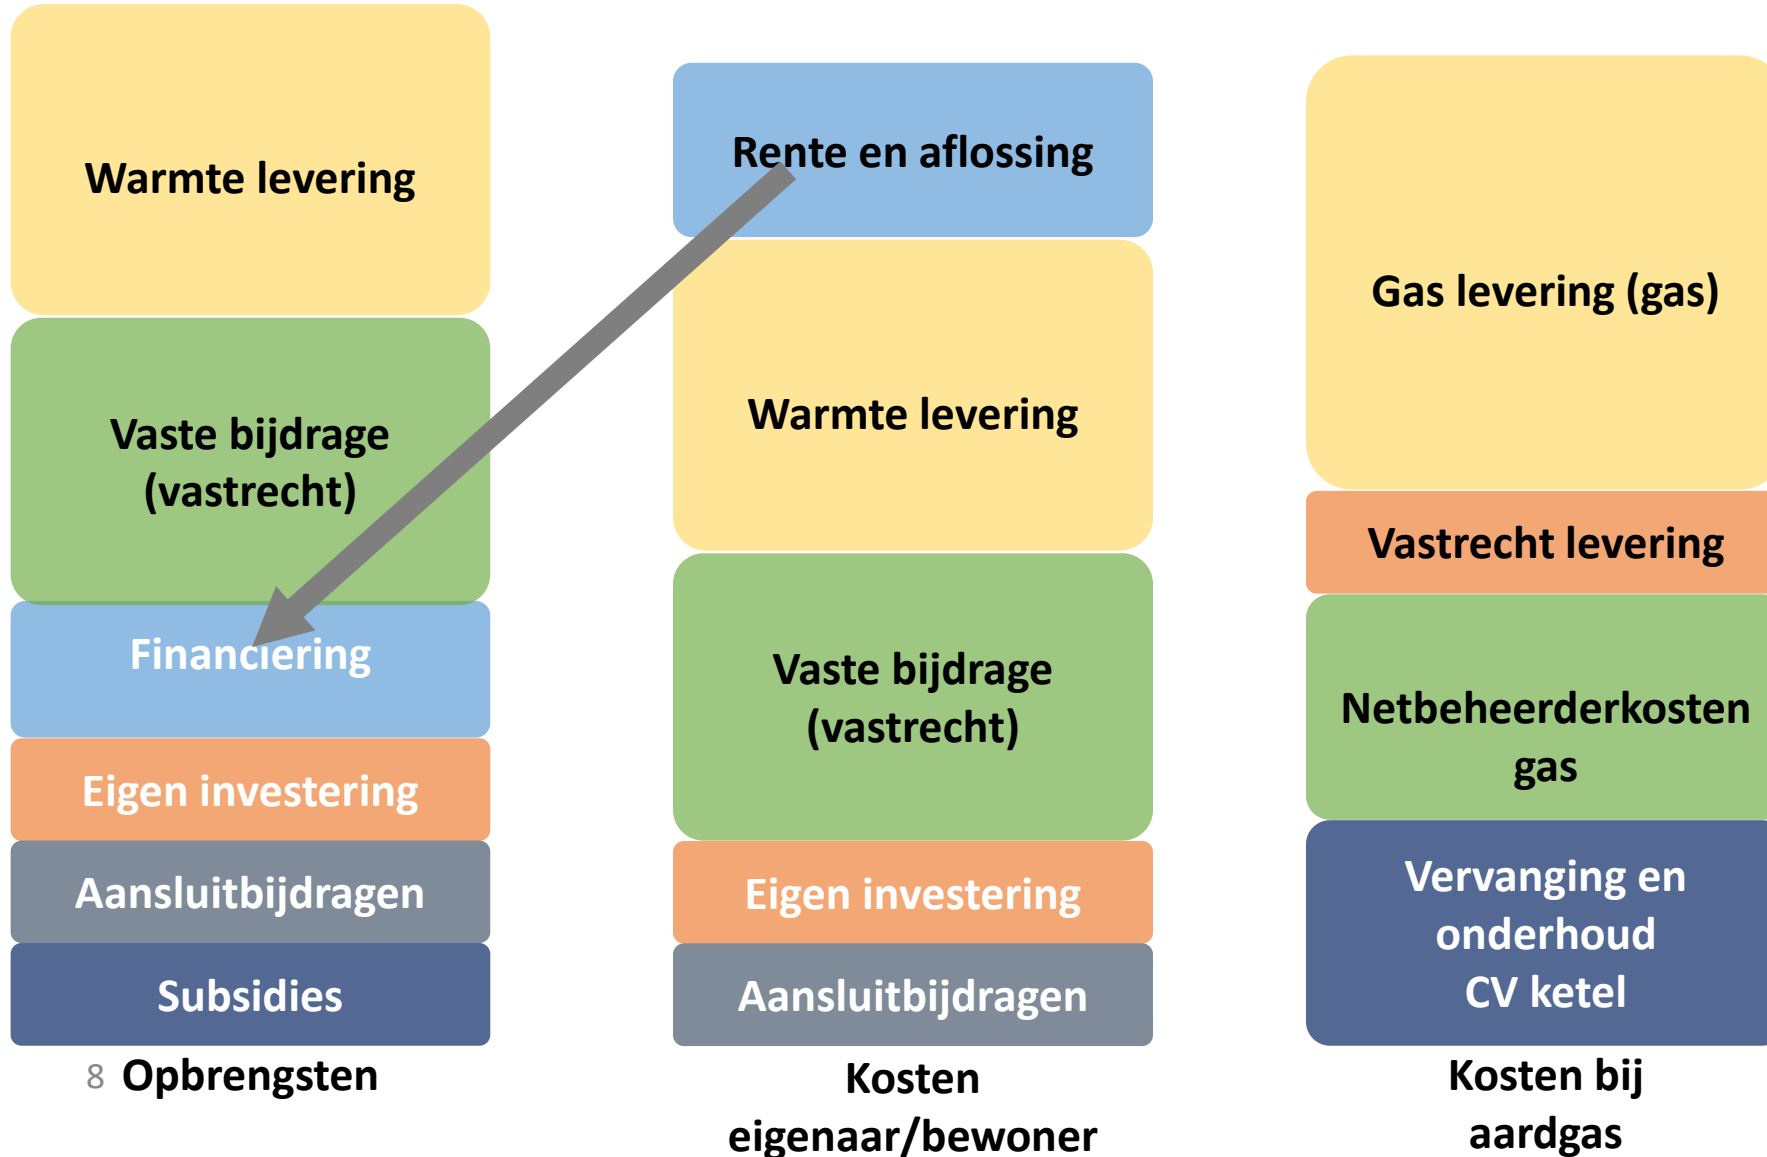 Warmte levering
Vaste bijdrage
(vastrecht)
Financiering
Eigen investering
Aansluitbijdragen
Subsidies
8 Opbrengsten
Rente en aflossing
Warmte levering
Vaste bijdrage
(vastrecht)
Eigen investering
Aansluitbijdragen
Kosten
eigenaar/bewoner
Gas levering (gas)
Vastrecht levering
Netbeheerderkosten
gas
Vervanging en
onderhoud
CV ketel
Kosten bij
aardgas